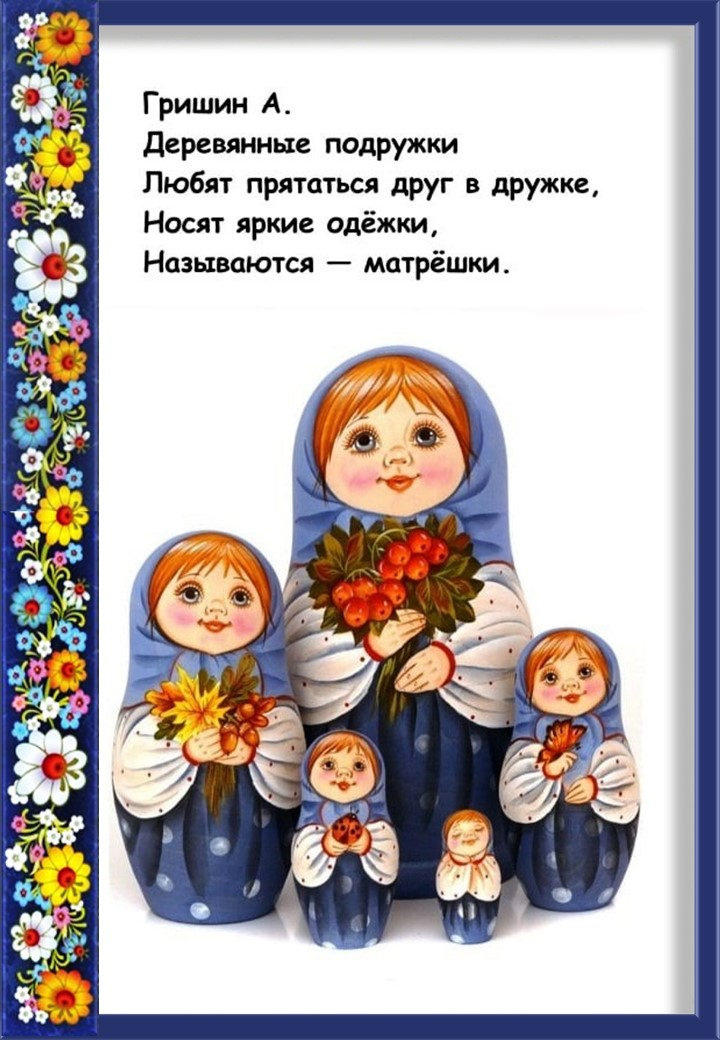 Гришин А.
Деревянные подружки
Любят прятаться друг в дружке,
Носят яркие одёжки,
Называются — матрёшки.